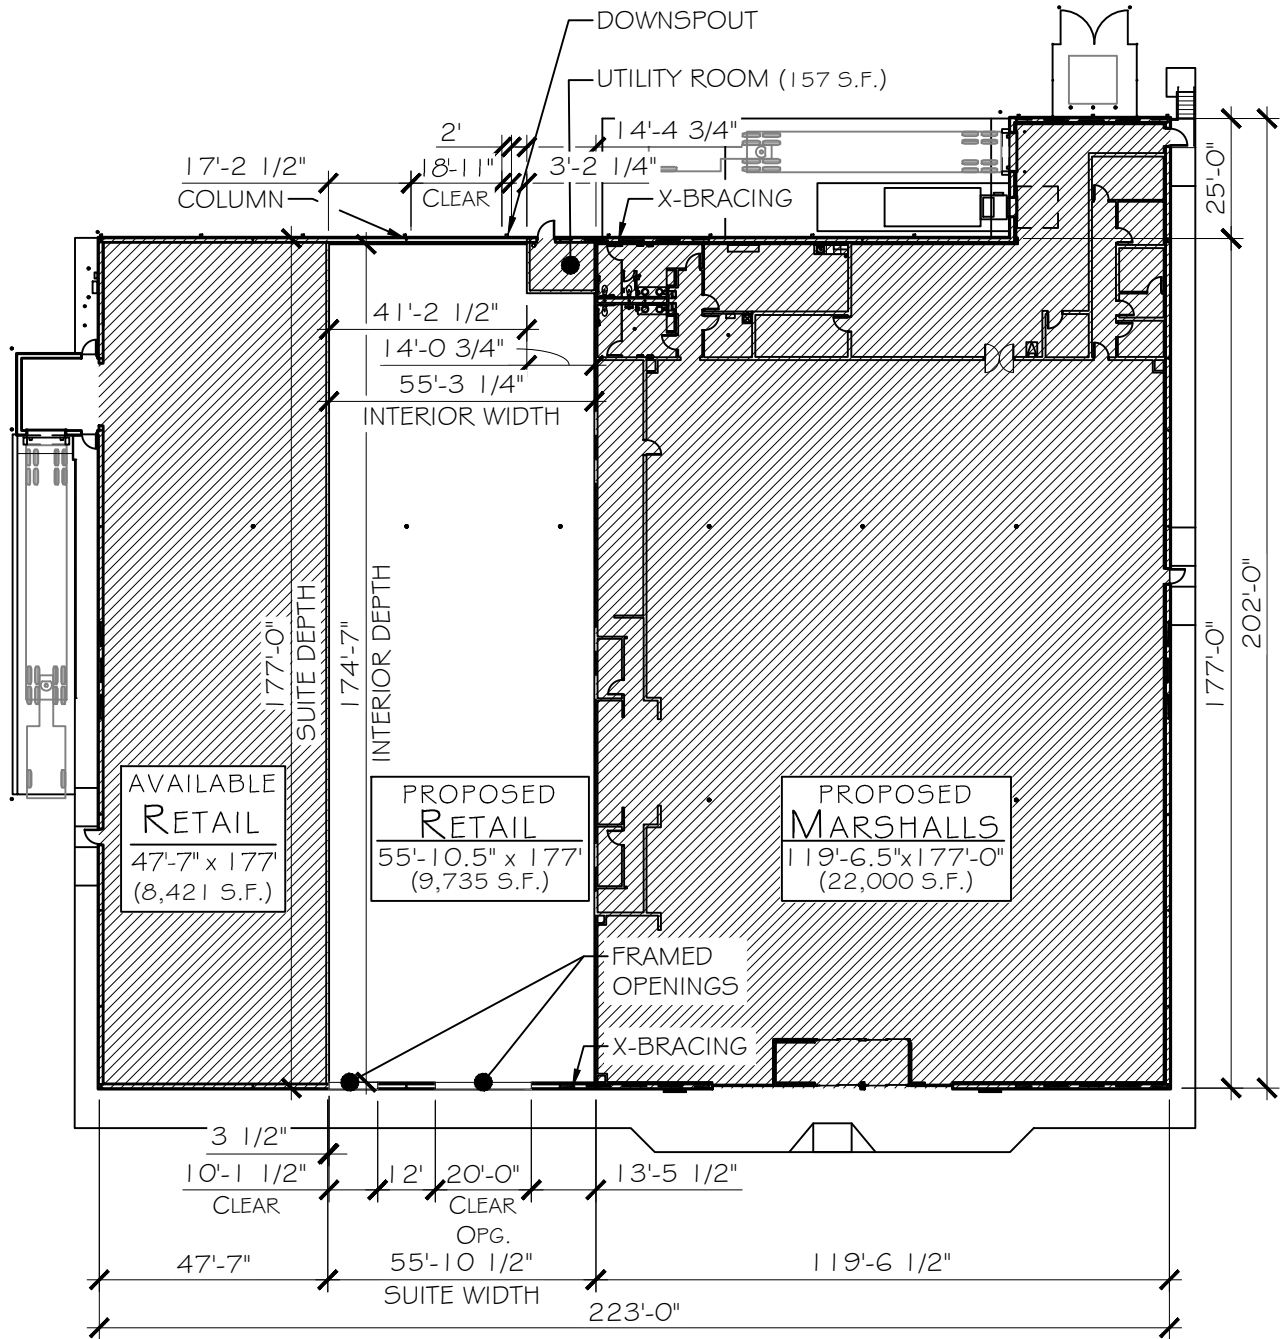 DOWNSPOUT
UTILITY ROOM (157 S.F.)
2'
14'-4 3/4"
17'-2 1/2"
18'-11"
3'-2 1/4"
COLUMN
CLEAR
X-BRACING
25'-0"
41'-2 1/2"
14'-0 3/4"
55'-3 1/4"
INTERIOR WIDTH
177'-0"
SUITE DEPTH
174'-7"
INTERIOR DEPTH
177'-0"
202'-0"
AVAILABLE
RETAIL
47'-7" x 177'
(8,421 S.F.)
PROPOSED
RETAIL
55'-10.5" x 177'
(9,735 S.F.)
PROPOSED
MARSHALLS
119'-6.5"x177'-0"
(22,000 S.F.)
FRAMED
OPENINGS
X-BRACING
3 1/2"
10'-1 1/2"
CLEAR
12'
20'-0"
CLEAR
OPG.
13'-5 1/2"
47'-7"
55'-10 1/2"
SUITE WIDTH
119'-6 1/2"
223'-0"